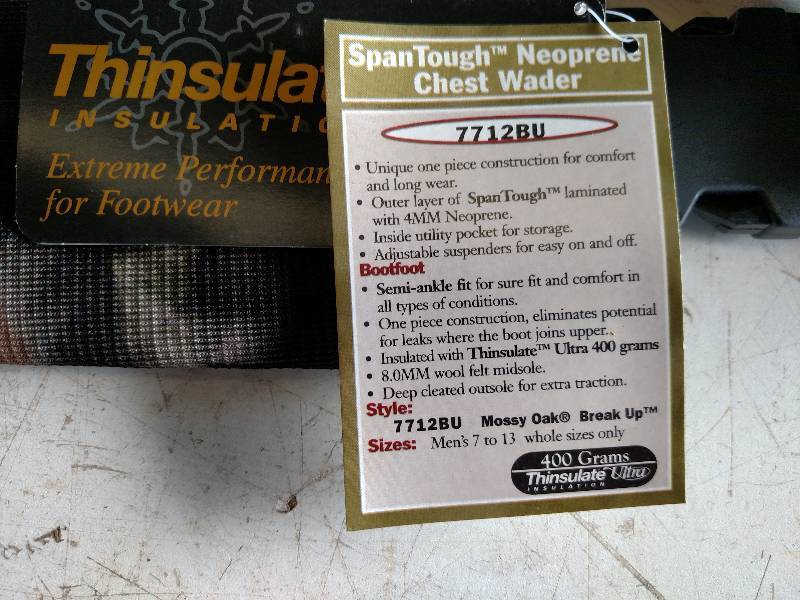 Thinsulat
INSULATIO
Extreme Performan
for Footwear
SpanTough™ Neoprene
Chest Wader
7712BU
• Unique one piece construction for comfort
and long wear.
• Outer layer of SpanTough™ laminated
with 4MM Neoprene.
• Inside utility pocket for storage.
• Adjustable suspenders for easy on and off.
Bootfoot
• Semi-ankle fit for sure fit and comfort in
all types of conditions.
• One piece construction, eliminates potential
for leaks where the boot joins upper..
• Insulated with Thinsulate™ Ultra 400 grams
• 8.0MM wool felt midsole.
• Deep cleated outsole for extra traction.
Style:
7712BU Mossy Oak® Break Up™
Sizes: Men's 7 to 13 whole sizes only
400 Grams
Thinsulate Ultra
INSULATION